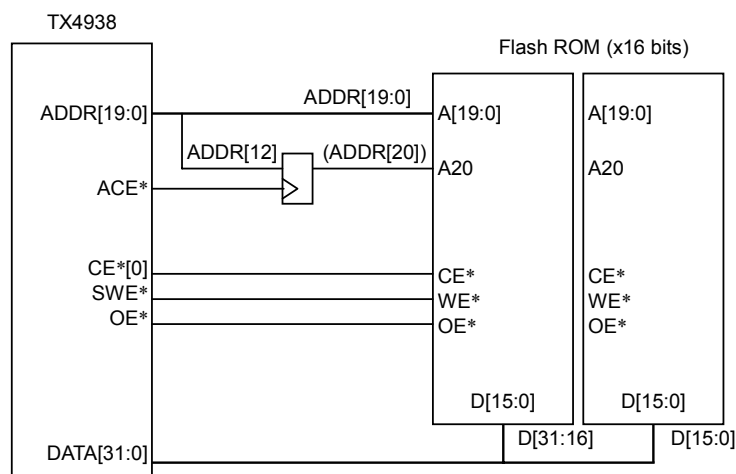 TX4938
Flash ROM (x16 bits)
ADDR[19:0]
ADDR[19:0]
A[19:0]
A[19:0]
ADDR[12]
(ADDR[20])
A20
A20
ACE*
CE*[0]
CE*
CE*
SWE*
WE*
WE*
OE*
OE*
OE*
D[15:0]
D[15:0]
D[31:16]
D[15:0]
DATA[31:0]